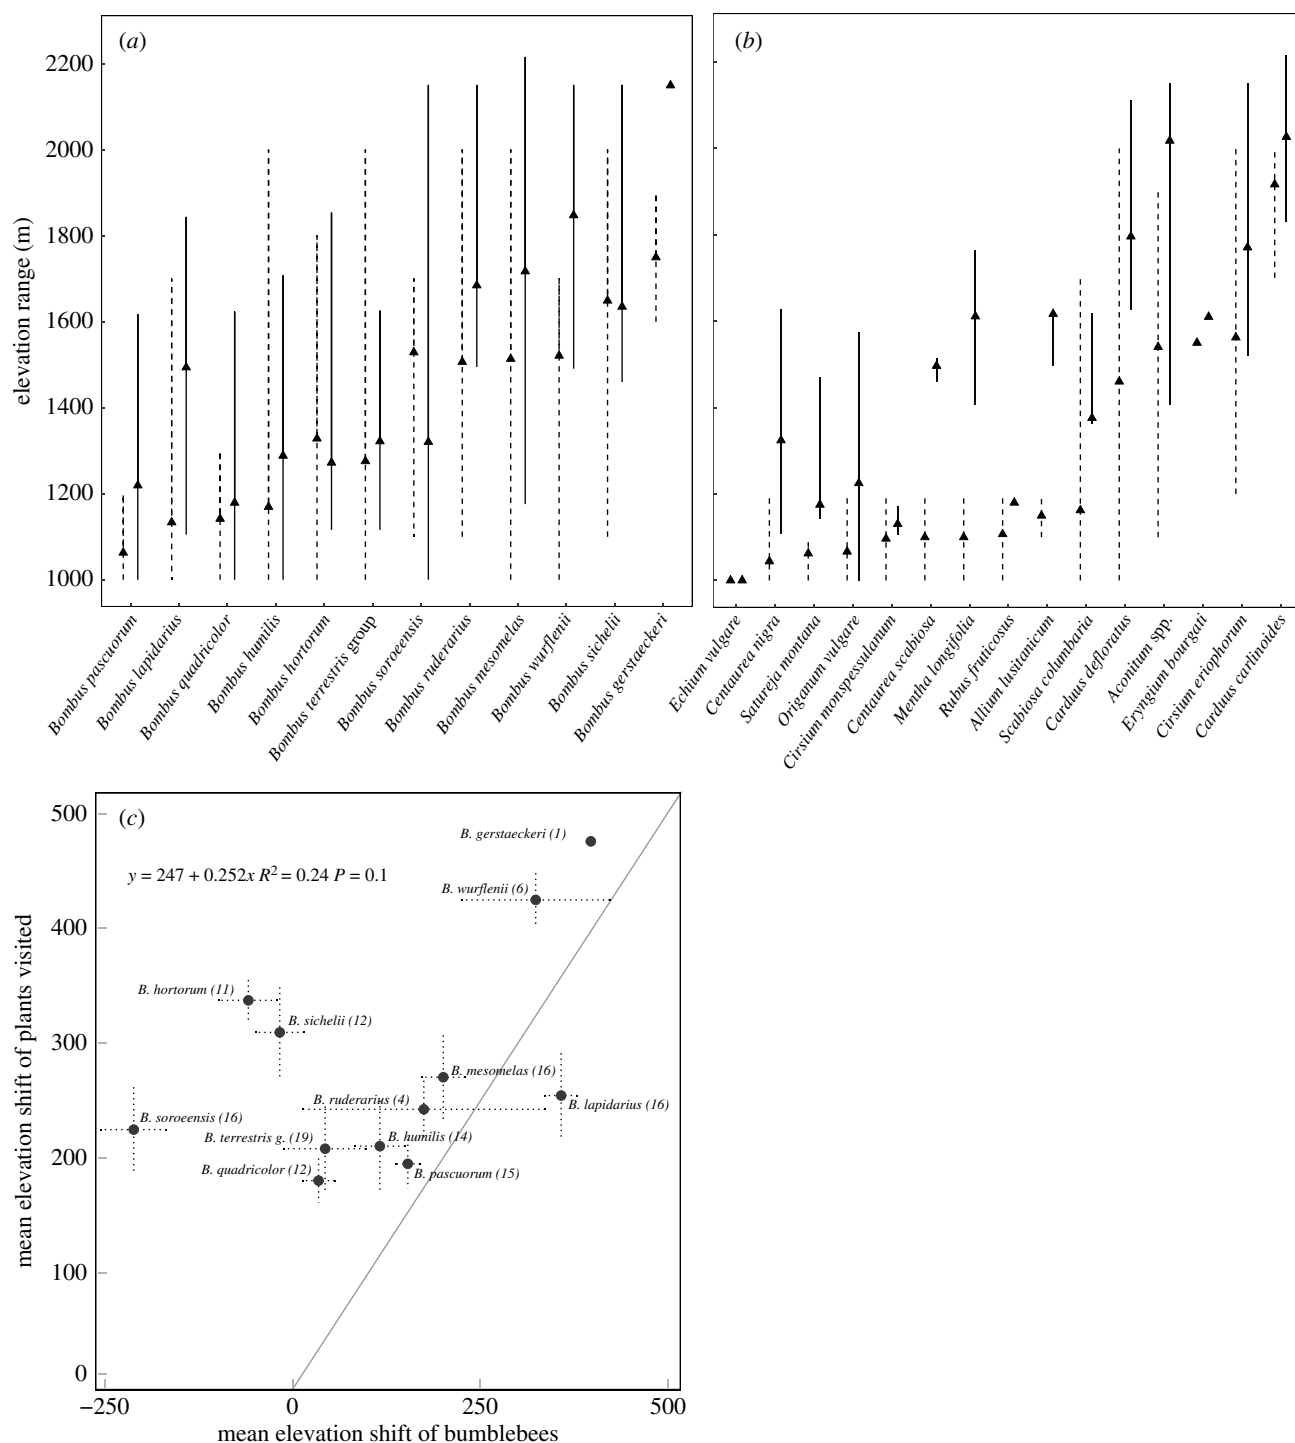 (a)
(b)
elevation range (m)
2200
2000
1800
1600
1400
1200
1000
Bombus pascuorum
Bombus lapidarius
Bombus quadricolor
Bombus humilis
Bombus hortorum
Bombus terrestris group
Bombus soroeensis
Bombus ruderarius
Bombus mesomelas
Bombus wurflenii
Bombus sichelii
Bombus gerstaeckeri
Echium vulgare
Centaurea nigra
Satureja montana
Origanum vulgare
Cirsium monspessulanum
Centaurea scabiosa
Mentha longifolia
Rubus fruticosus
Allium lusitanicum
Scabiosa columbaria
Carduus defloratus
Aconitum spp.
Eryngium bourgati
Cirsium eriophorum
Carduus carlinoides
(c)
mean elevation shift of plants visited
500
400
300
200
100
0
B. gerstaeckeri (1)
y = 247 + 0.252x R² = 0.24 P = 0.1
B. wurflenii (6)
B. hortorum (11)
B. sichelii (12)
B. mesomelas (16)
B. ruderarius (4)
B. lapidarius (16)
B. soroeensis (16)
B. terrestris g. (19)
B. humilis (14)
B. quadricolor (12)
B. pascuorum (15)
−250
0
250
500
mean elevation shift of bumblebees